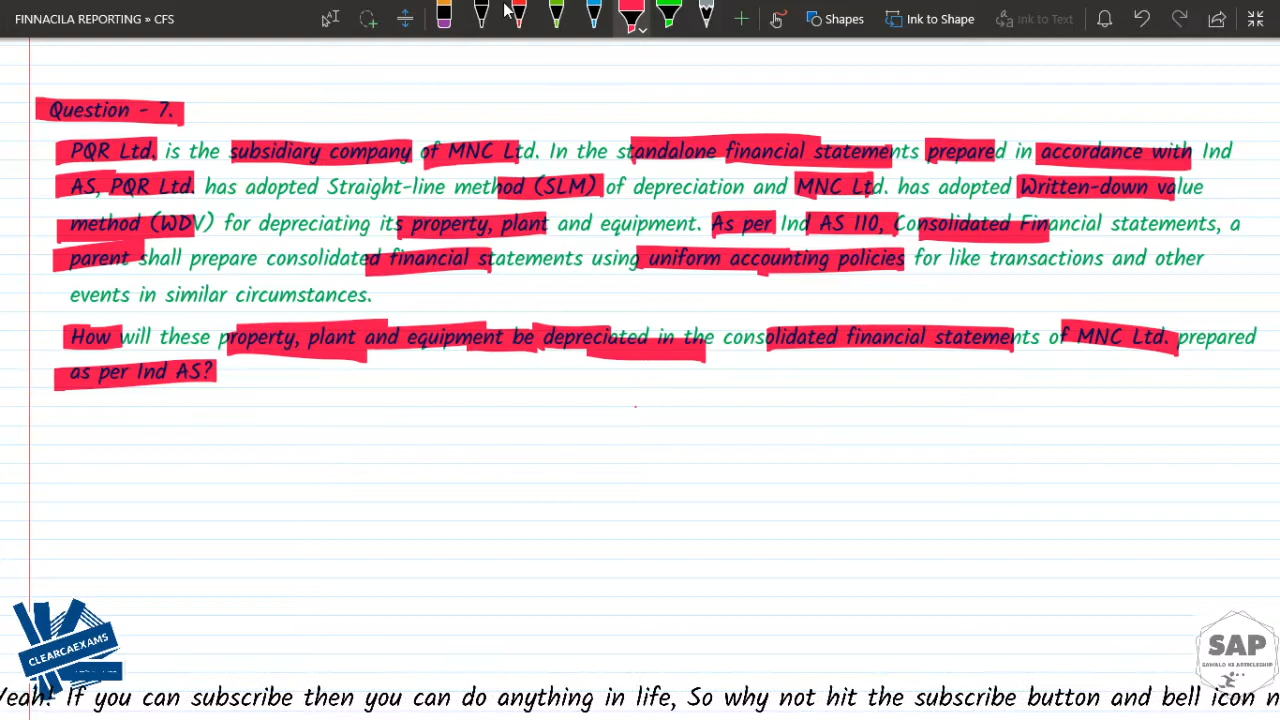 FINNACILA REPORTING » CFS
Shapes
Ink to Shape
Ink to Text
Question - 7.
PQR Ltd. is the subsidiary company of MNC Ltd. In the standalone financial statements prepared in accordance with Ind
AS, PQR Ltd. has adopted Straight-line method (SLM) of depreciation and MNC Ltd. has adopted Written-down value
method (WDV) for depreciating its property, plant and equipment. As per Ind AS 110, Consolidated Financial statements, a
parent shall prepare consolidated financial statements using uniform accounting policies for like transactions and other
events in similar circumstances.
How will these property, plant and equipment be depreciated in the consolidated financial statements of MNC Ltd. prepared
as per Ind AS?
CLEARCAEXAMS
SAP
Yeah! If you can subscribe then you can do anything in life, So why not hit the subscribe button and bell icon n